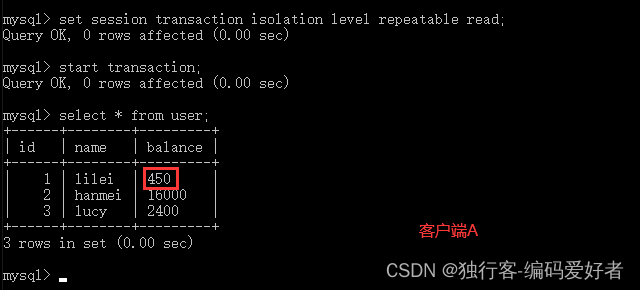 mysql> set session transaction isolation level repeatable read;
Query OK, 0 rows affected (0.00 sec)
mysql> start transaction;
Query OK, 0 rows affected (0.00 sec)
mysql> select * from user;
+------+--------+---------+
| id | name | balance |
+------+--------+---------+
| 1 | lilei | 450 |
| 2 | hanmei | 16000 |
| 3 | lucy | 2400 |
+------+--------+---------+
3 rows in set (0.00 sec)
客户端A
mysql> _
CSDN @独行客-编码爱好者